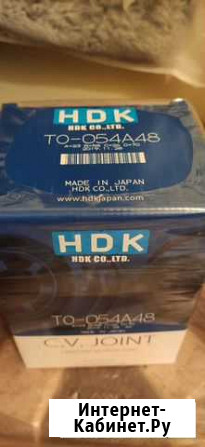 HDK
HDK CO.,LTD.
TO-054A48
MADE IN JAPAN
HDK CO.,LTD.
www.hdkjapan.com
HDK
HDK CO.,LTD.
TO-054A48
C.V. JOINT
Интернет-
Кабинет.Ру